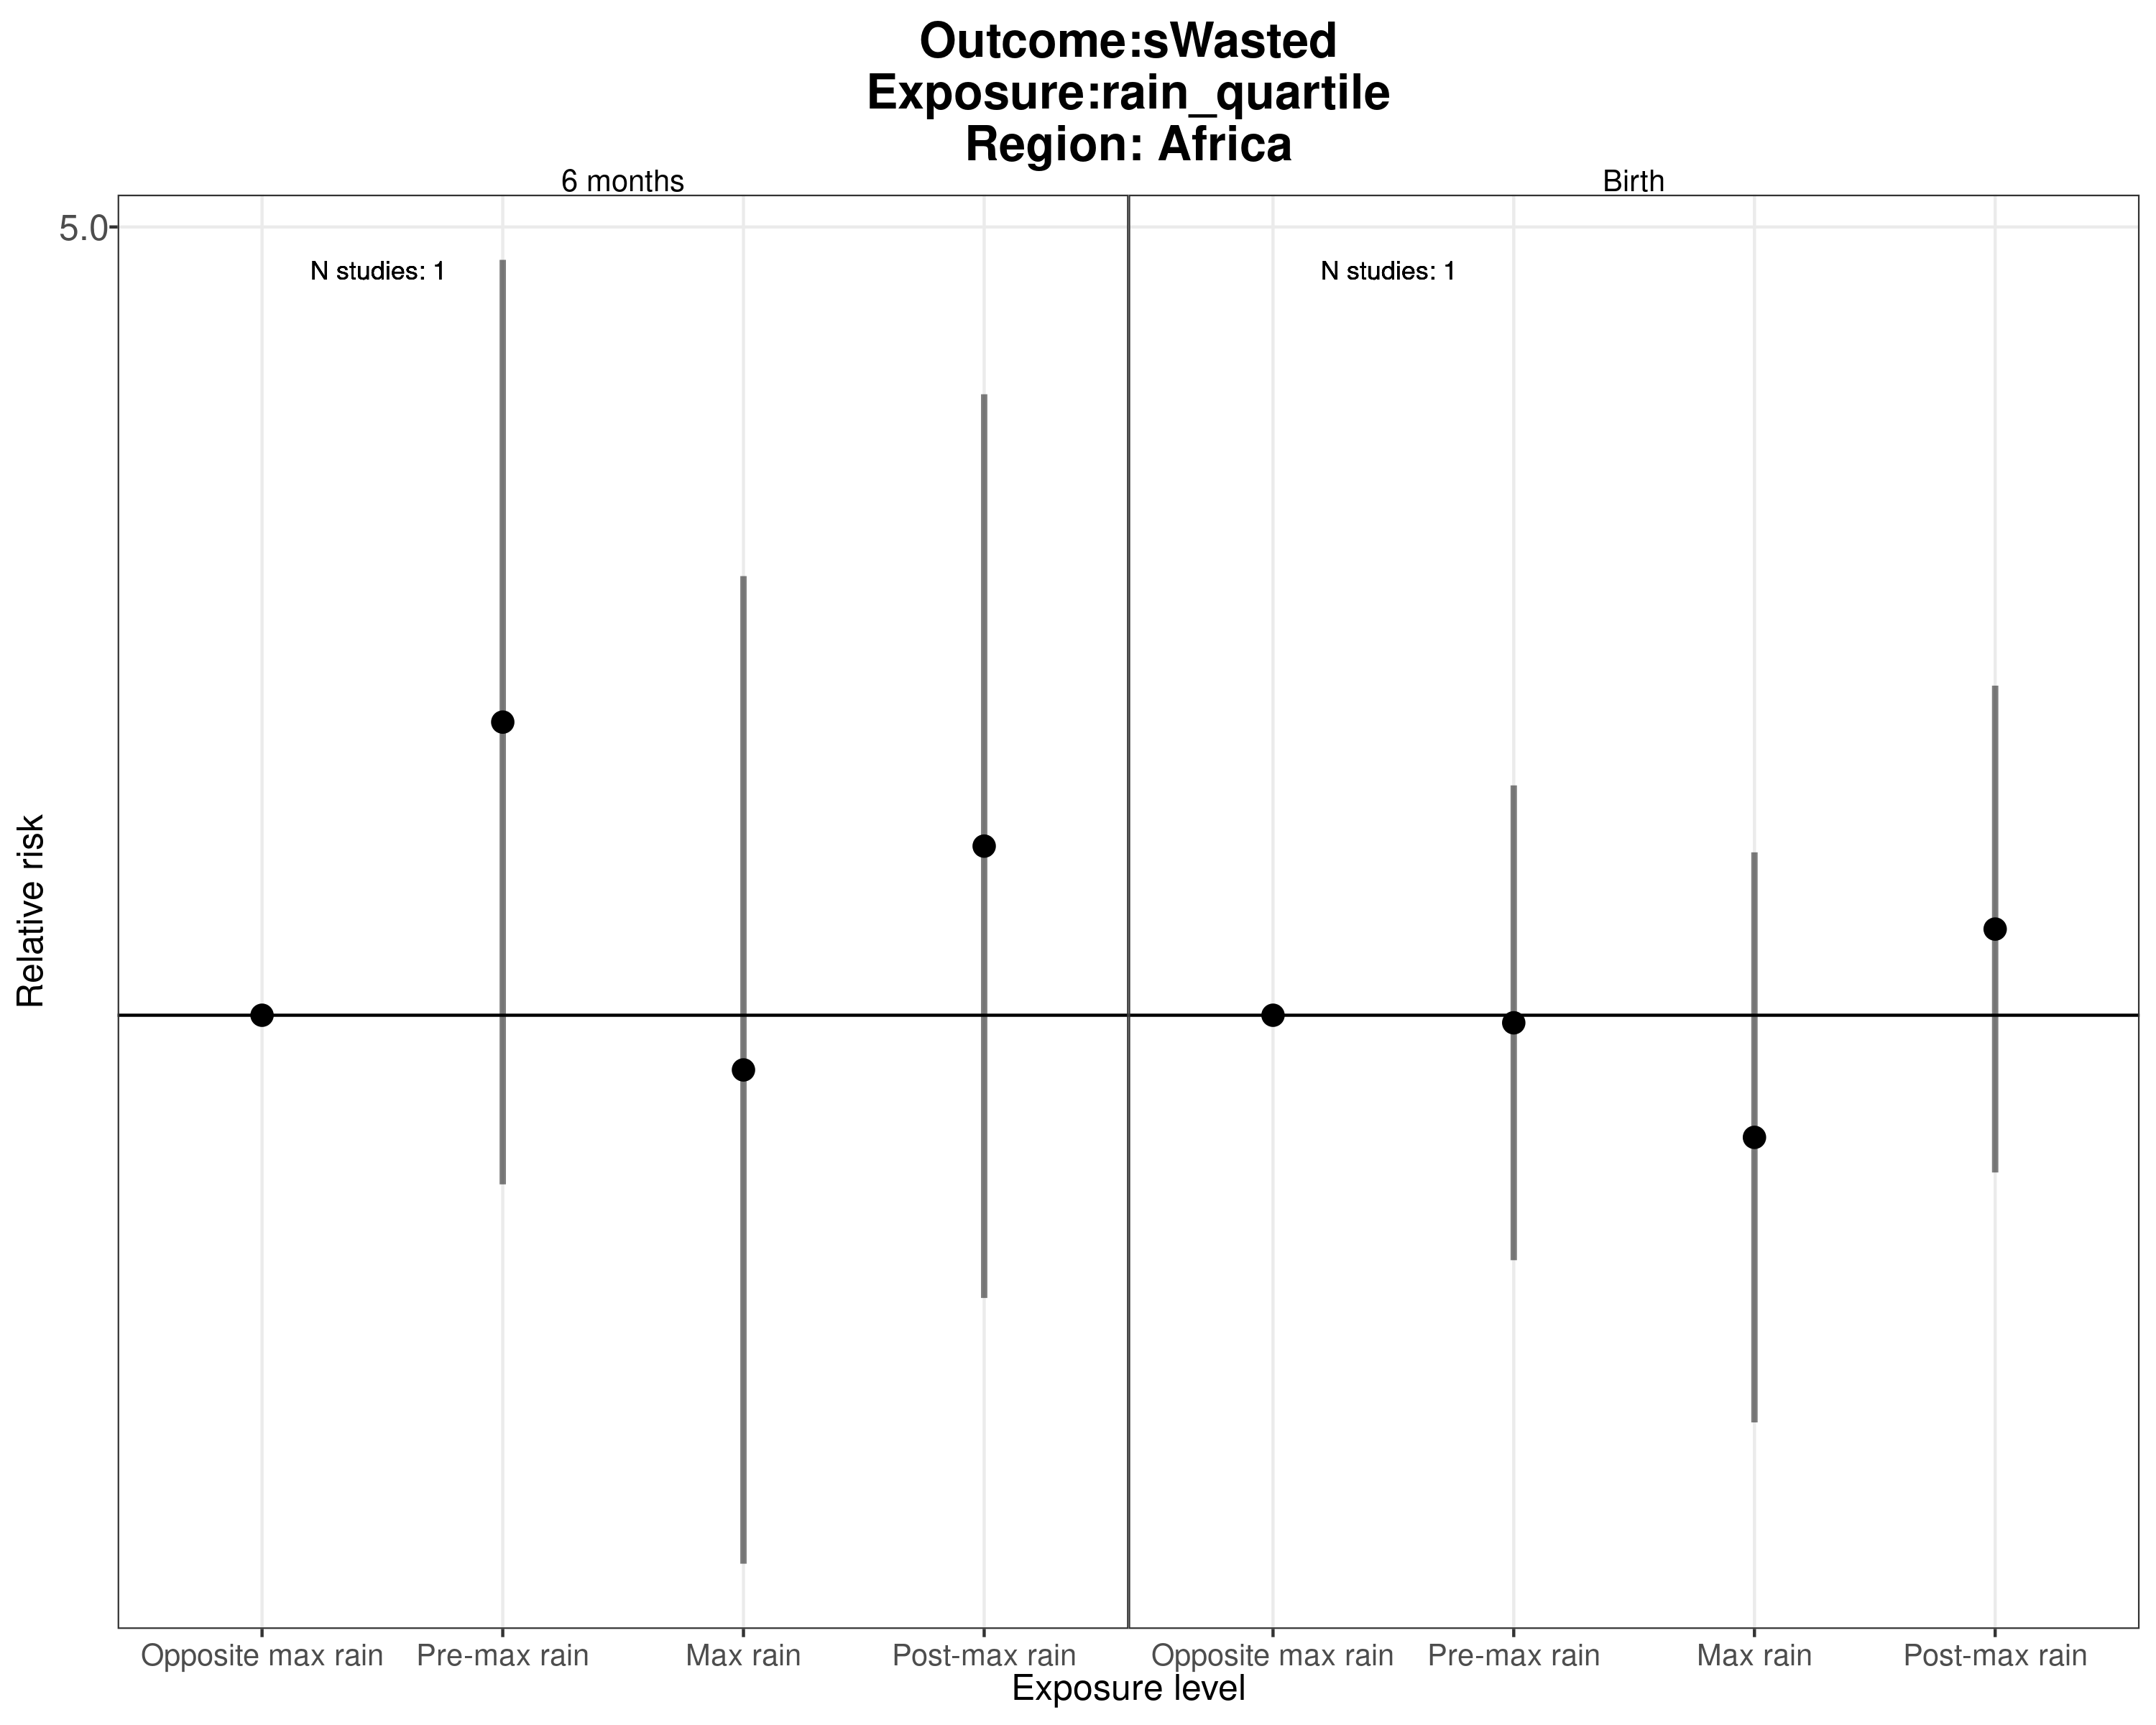 Outcome:sWasted
Exposure:rain_quartile
Region: Africa
6 months
Birth
5.0
N studies: 1
N studies: 1
Relative risk
Opposite max rain
Pre-max rain
Max rain
Post-max rain
Opposite max rain
Pre-max rain
Max rain
Post-max rain
Exposure level